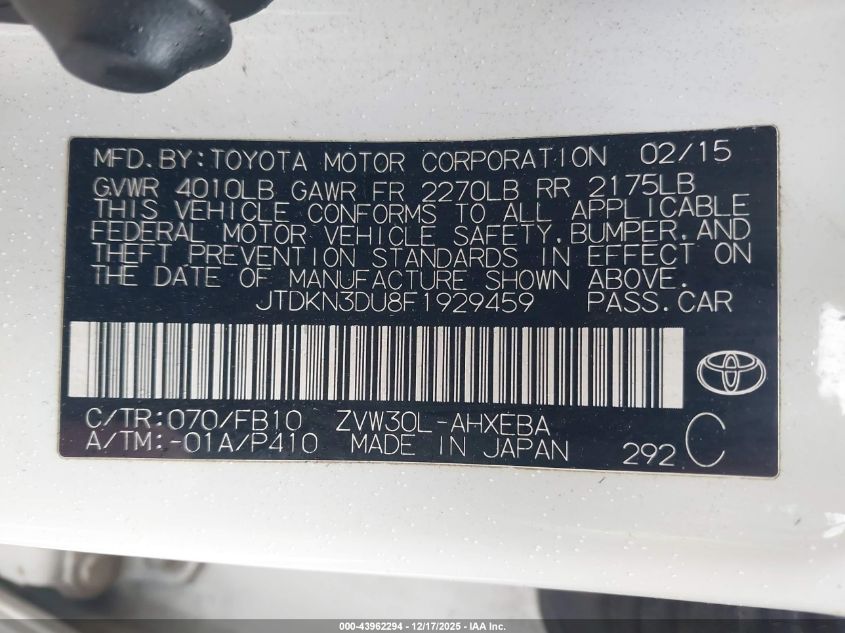 MFD.BY:TOYOTA MOTOR CORPORATION 02/15
GVWR 4010LB GAWR FR 2270LB RR 2175LB
THIS VEHICLE CONFORMS TO ALL APPLICABLE
FEDERAL MOTOR VEHICLE SAFETY,BUMPER,AND
THEFT PREVENTION STANDARDS IN EFFECT ON
THE DATE OF MANUFACTURE SHOWN ABOVE.
JTDKN3DU8F1929459 PASS.CAR
C/TR:070/FB10 ZVW30L-AHXEBA
A/TM:-01A/P410 MADE IN JAPAN 292 C
000-43962294 - 12/17/2025 - IAA Inc.